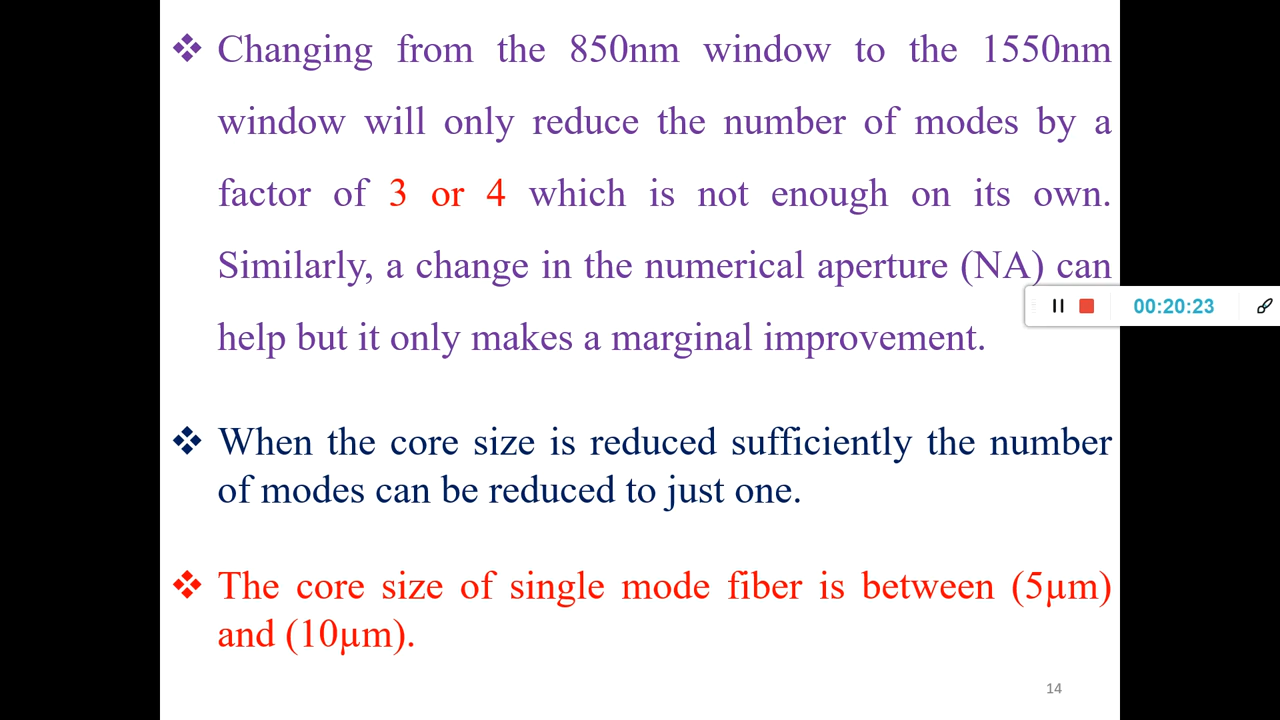 ❖ Changing from the 850nm window to the 1550nm
window will only reduce the number of modes by a
factor of 3 or 4 which is not enough on its own.
Similarly, a change in the numerical aperture (NA) can
help but it only makes a marginal improvement.
00:20:23
❖ When the core size is reduced sufficiently the number
of modes can be reduced to just one.
❖ The core size of single mode fiber is between (5µm)
and (10µm).
14